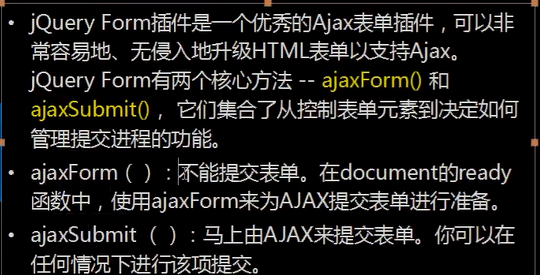 • jQuery Form插件是一个优秀的Ajax表单插件，可以非
常容易地、无侵入地升级HTML表单以支持Ajax。
jQuery Form有两个核心方法 -- ajaxForm() 和
ajaxSubmit()， 它们集合了从控制表单元素到决定如何
管理提交进程的功能。
• ajaxForm（ ）：不能提交表单。在document的ready
函数中，使用ajaxForm来为AJAX提交表单进行准备。
• ajaxSubmit （ ）：马上由AJAX来提交表单。你可以在
任何情况下进行该项提交。